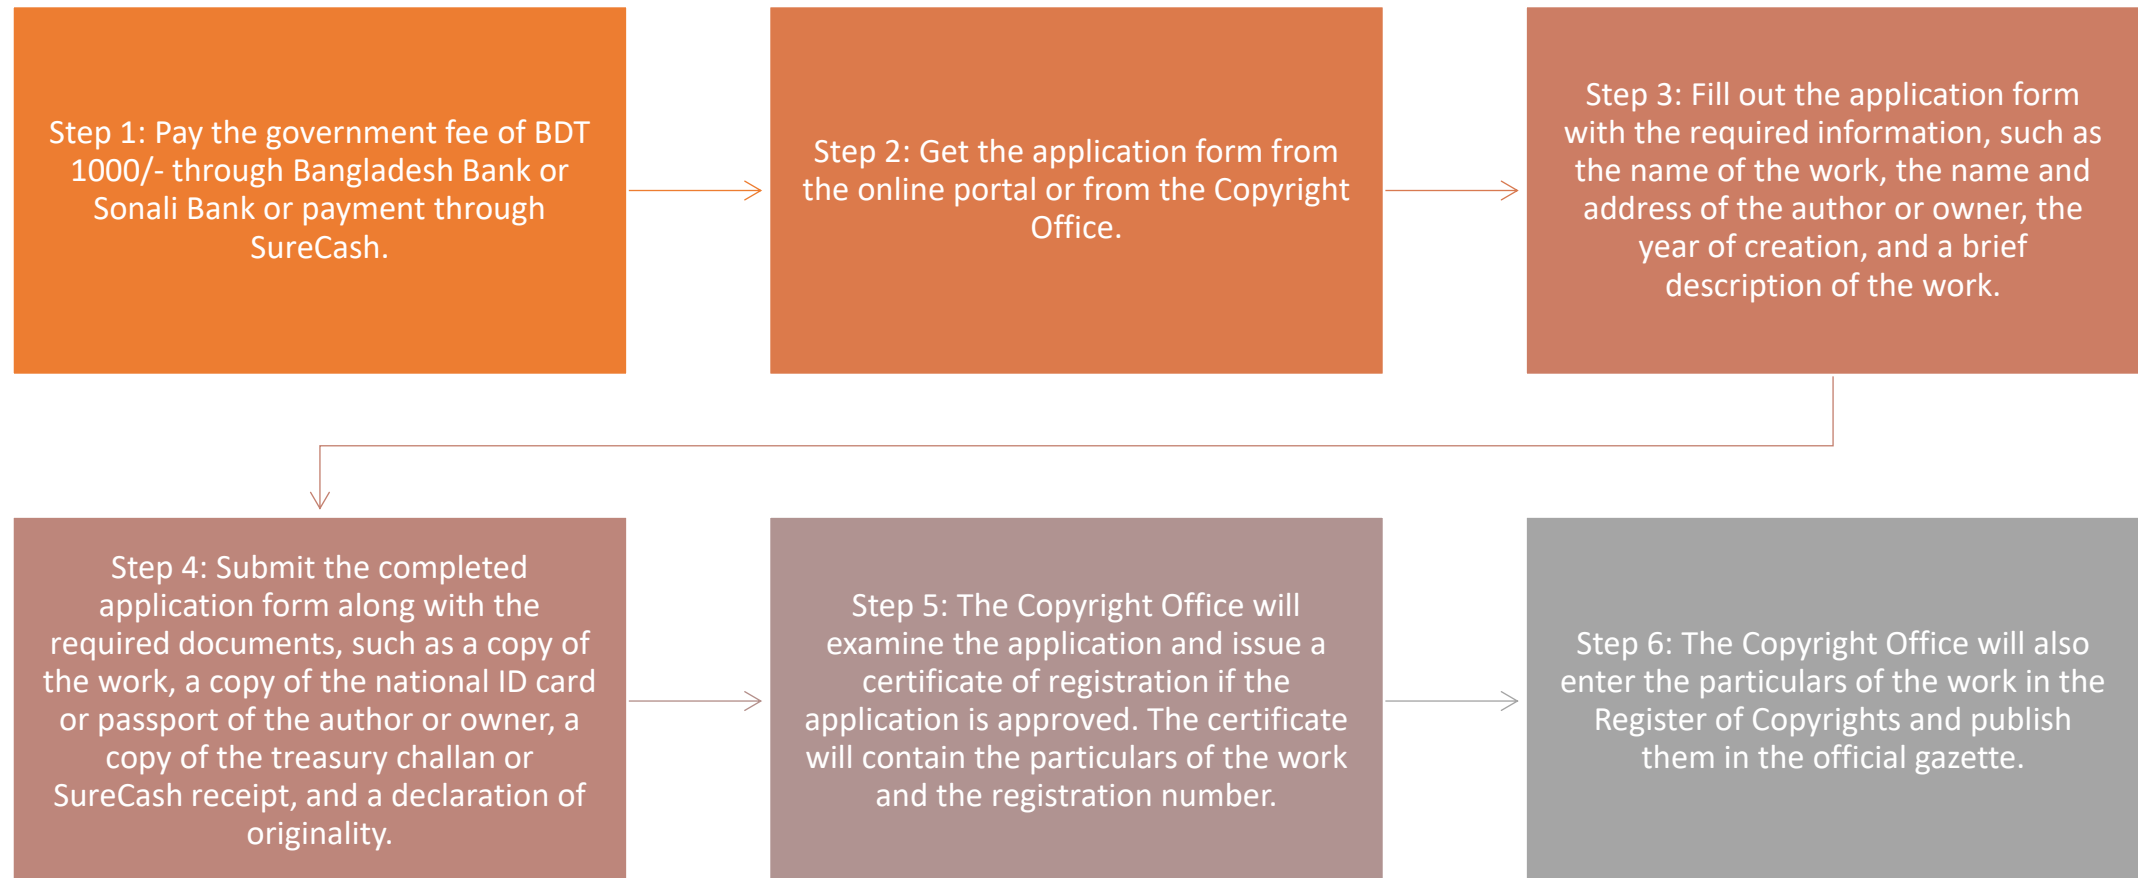 Step 1: Pay the government fee of BDT
1000/- through Bangladesh Bank or
Sonali Bank or payment through
SureCash.
Step 2: Get the application form from
the online portal or from the Copyright
Office.
Step 3: Fill out the application form
with the required information, such as
the name of the work, the name and
address of the author or owner, the
year of creation, and a brief
description of the work.
Step 4: Submit the completed
application form along with the
required documents, such as a copy of
the work, a copy of the national ID card
or passport of the author or owner, a
copy of the treasury challan or
SureCash receipt, and a declaration of
originality.
Step 5: The Copyright Office will
examine the application and issue a
certificate of registration if the
application is approved. The certificate
will contain the particulars of the work
and the registration number.
Step 6: The Copyright Office will also
enter the particulars of the work in the
Register of Copyrights and publish
them in the official gazette.